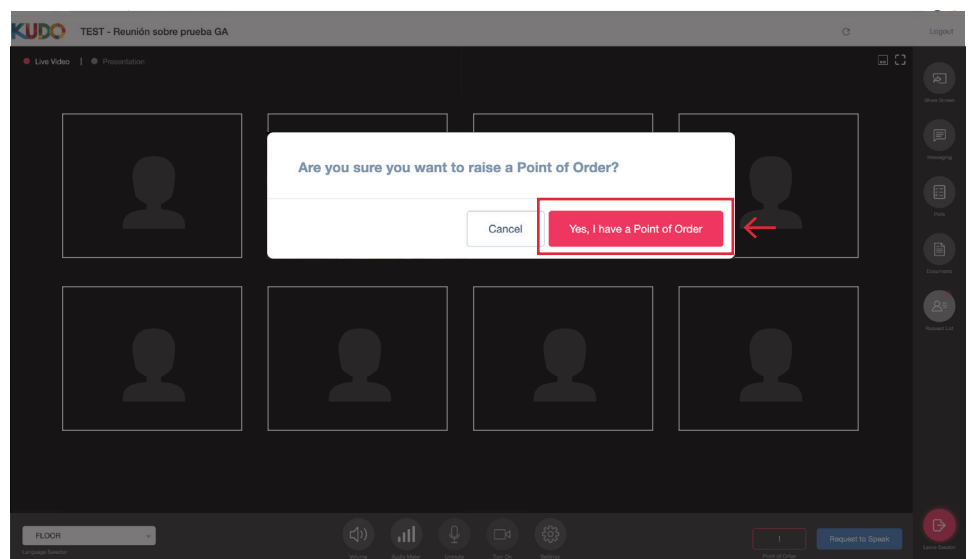 KUDO
TEST - Reunión sobre prueba GA
Logout
Live Video | Presentation
Share Screen
Messaging
Polls
Documents
Request List
Are you sure you want to raise a Point of Order?
Cancel
Yes, I have a Point of Order
FLOOR
Language Selector
Volume
Audio Meter
Unmute
Turn On
Settings
!
Point of Order
Request to Speak
Leave Session